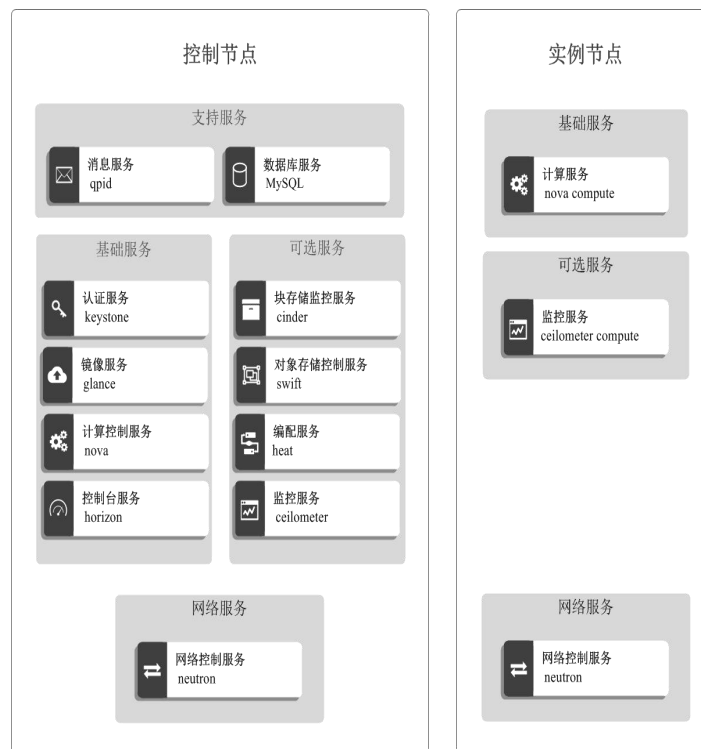 控制节点
支持服务
消息服务
qpid
数据库服务
MySQL
基础服务
认证服务
keystone
镜像服务
glance
计算控制服务
nova
控制台服务
horizon
可选服务
块存储监控服务
cinder
对象存储控制服务
swift
编配服务
heat
监控服务
ceilometer
网络服务
网络控制服务
neutron
实例节点
基础服务
计算服务
nova compute
可选服务
监控服务
ceilometer compute
网络服务
网络控制服务
neutron